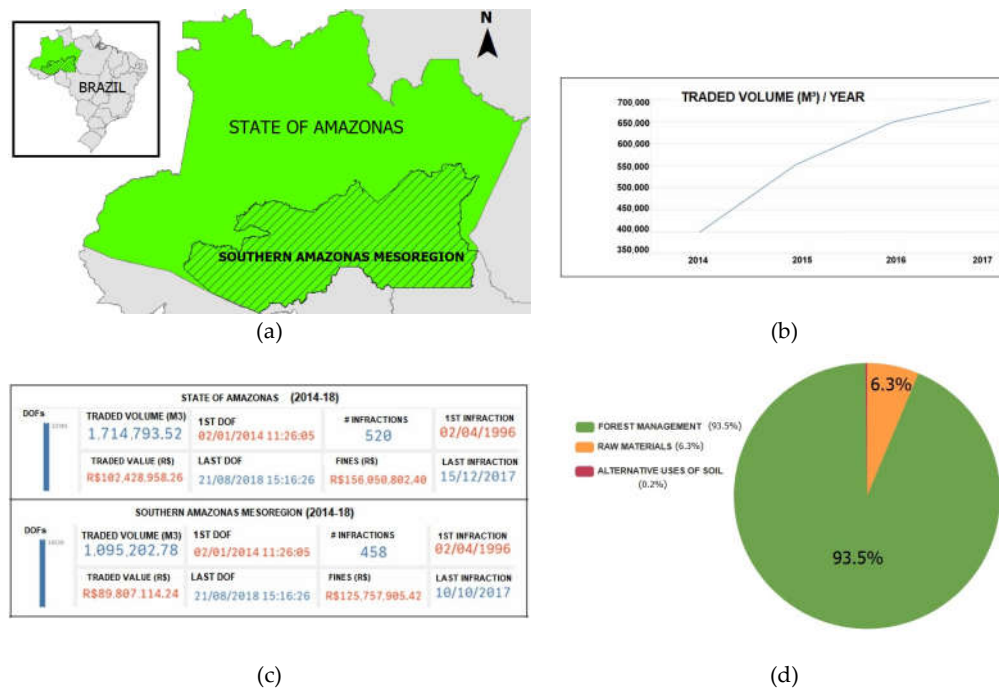 N
BRAZIL
STATE OF AMAZONAS
SOUTHERN AMAZONAS MESOREGION
(a)
TRADED VOLUME (M³) / YEAR
700,000
650,000
600,000
550,000
500,000
450,000
400,000
350,000
2014
2015
2016
2017
(b)
STATE OF AMAZONAS (2014-18)
DOFs
TRADED VOLUME (M3)
1,714,793.52
1ST DOF
02/01/2014 11:26:05
# INFRACTIONS
520
1ST INFRACTION
02/04/1996
TRADED VALUE (R$)
R$102,428,958.26
LAST DOF
21/08/2018 15:16:26
FINES (R$)
R$156,050,802.40
LAST INFRACTION
15/12/2017
SOUTHERN AMAZONAS MESOREGION (2014-18)
DOFs
TRADED VOLUME (M3)
1,095,202.78
1ST DOF
02/01/2014 11:26:05
# INFRACTIONS
458
1ST INFRACTION
02/04/1996
TRADED VALUE (R$)
R$89,807,114.24
LAST DOF
21/08/2018 15:16:26
FINES (R$)
R$125,757,905.42
LAST INFRACTION
10/10/2017
(c)
FOREST MANAGEMENT (93.5%)
RAW MATERIALS (6.3%)
ALTERNATIVE USES OF SOIL
(0.2%)
6.3%
93.5%
(d)